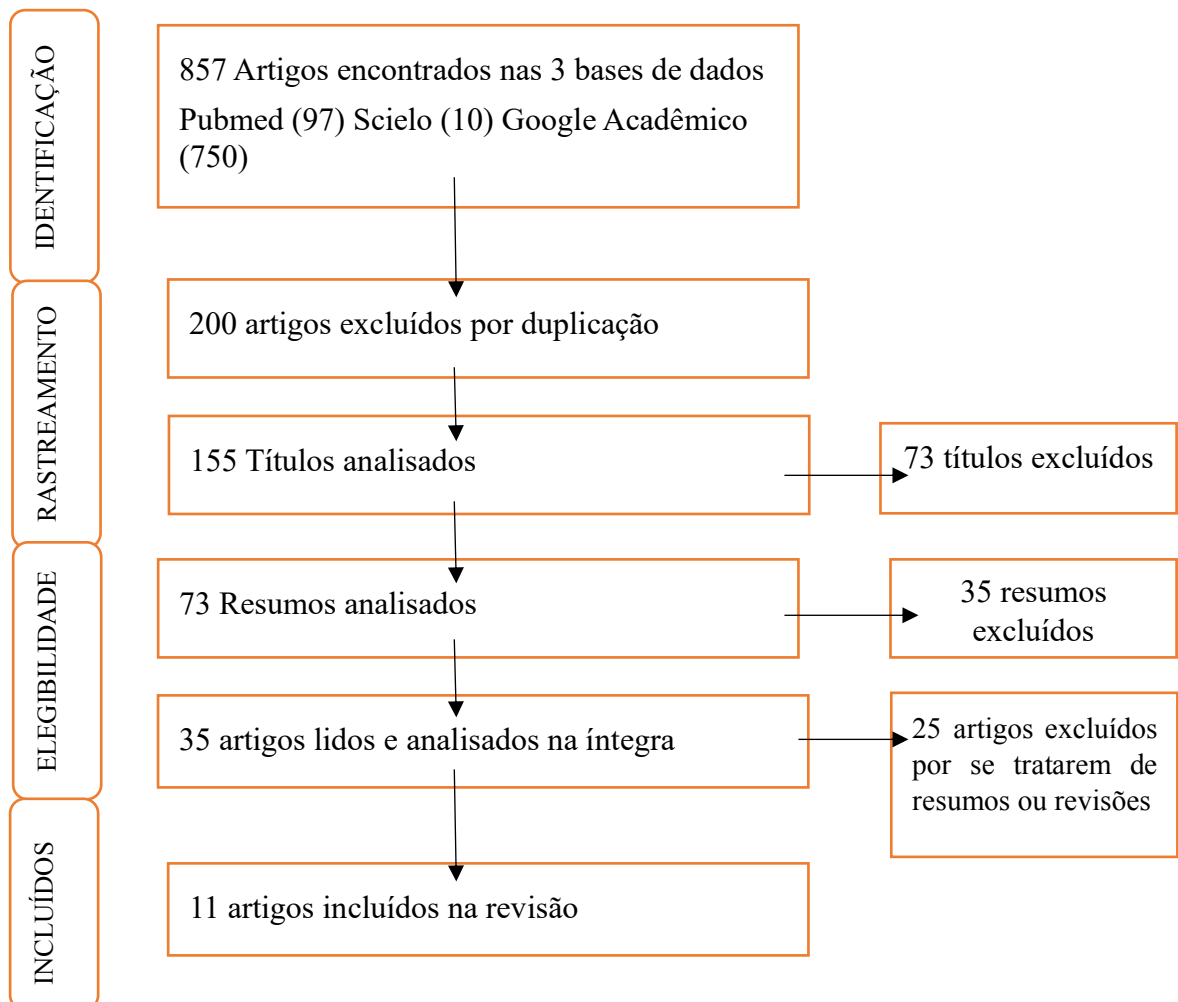 IDENTIFICAÇÃO
857 Artigos encontrados nas 3 bases de dados
Pubmed (97) Scielo (10) Google Acadêmico
(750)
RASTREAMENTO
200 artigos excluídos por duplicação
155 Títulos analisados
73 títulos excluídos
ELEGIBILIDADE
73 Resumos analisados
35 resumos
excluídos
35 artigos lidos e analisados na íntegra
25 artigos excluídos
por se tratarem de
resumos ou revisões
INCLUÍDOS
11 artigos incluídos na revisão